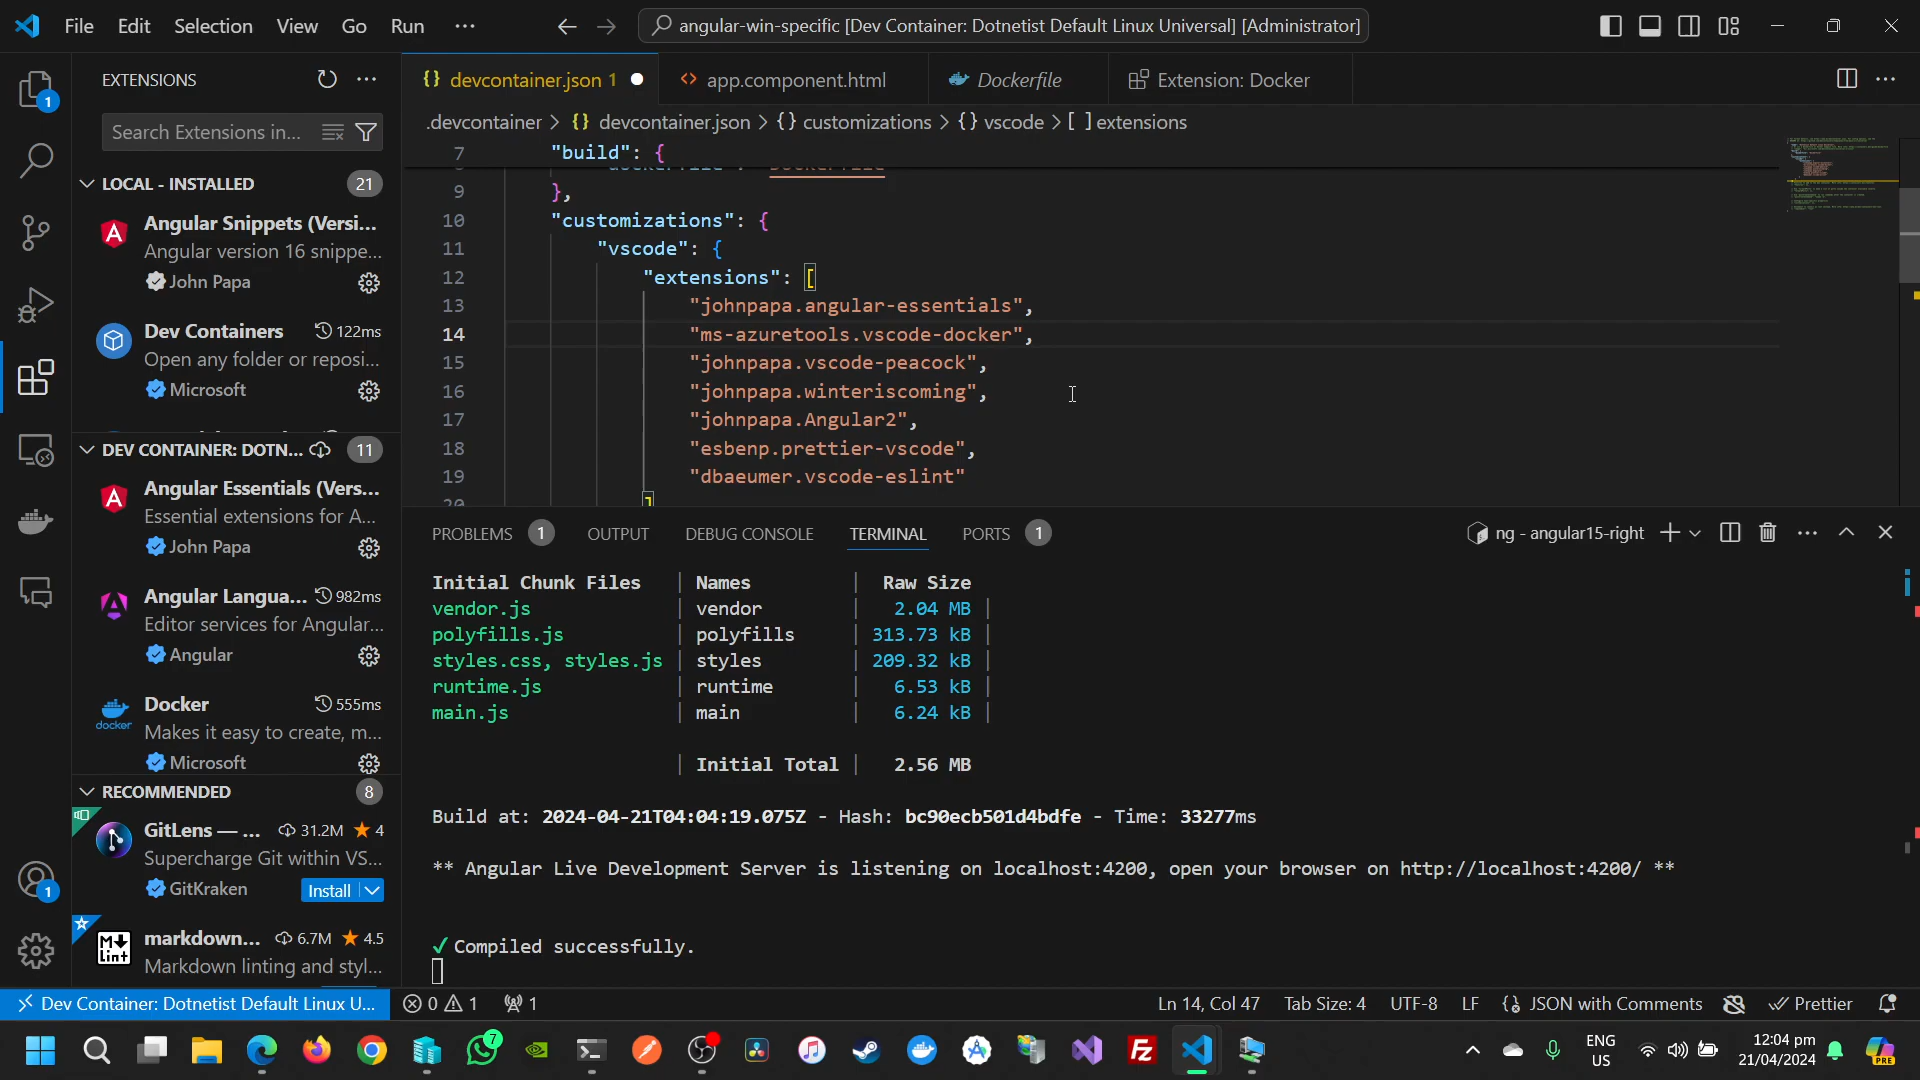 File Edit Selection View Go Run ···
angular-win-specific [Dev Container: Dotnetist Default Linux Universal] [Administrator]
EXTENSIONS
Search Extensions in...
LOCAL - INSTALLED 21
Angular Snippets (Versi...
Angular version 16 snippe...
John Papa
Dev Containers 122ms
Open any folder or reposi...
Microsoft
DEV CONTAINER: DOTN... 11
Angular Essentials (Vers...
Essential extensions for A...
John Papa
Angular Langua... 982ms
Editor services for Angular...
Angular
Docker 555ms
docker
Makes it easy to create, m...
Microsoft
RECOMMENDED 8
GitLens — ... 31.2M 4
Supercharge Git within VS...
GitKraken Install
markdown... 6.7M 4.5
Markdown linting and styl...
1
1
{} devcontainer.json 1
<> app.component.html
Dockerfile
Extension: Docker
.devcontainer > {} devcontainer.json > {} customizations > {} vscode > [ ] extensions
7 "build": {
9 },
10 "customizations": {
11 "vscode": {
12 "extensions": [
13 "johnpapa.angular-essentials",
14 "ms-azuretools.vscode-docker",
15 "johnpapa.vscode-peacock",
16 "johnpapa.winteriscoming",
17 "johnpapa.Angular2",
18 "esbenp.prettier-vscode",
19 "dbaeumer.vscode-eslint"
20 ]
PROBLEMS 1 OUTPUT DEBUG CONSOLE TERMINAL PORTS 1
ng - angular15-right
Initial Chunk Files | Names | Raw Size
vendor.js | vendor | 2.04 MB |
polyfills.js | polyfills | 313.73 kB |
styles.css, styles.js | styles | 209.32 kB |
runtime.js | runtime | 6.53 kB |
main.js | main | 6.24 kB |
| Initial Total | 2.56 MB
Build at: 2024-04-21T04:04:19.075Z - Hash: bc90ecb501d4bdfe - Time: 33277ms
** Angular Live Development Server is listening on localhost:4200, open your browser on http://localhost:4200/ **
✓ Compiled successfully.
Dev Container: Dotnetist Default Linux U... 0 1 1
Ln 14, Col 47 Tab Size: 4 UTF-8 LF JSON with Comments Prettier
7
ENG
US
12:04 pm
21/04/2024
PRE